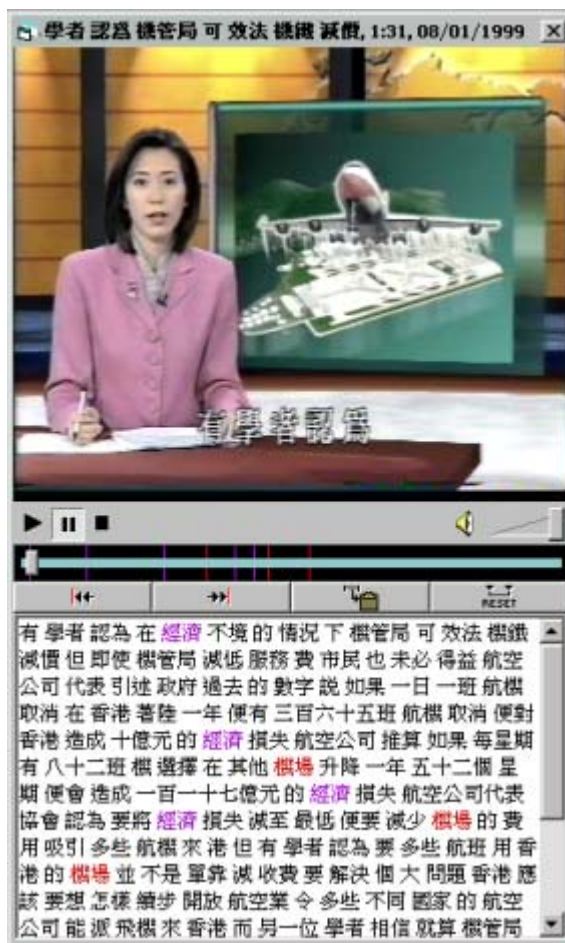 學者 認爲 機管局 可 效法 機鐵 減價, 1:31, 08/01/1999
有學者認爲
RESET
有 學者 認為 在 經濟 不境 的 情況 下 機管局 可 效法 機鐵
減價 但 即使 機管局 減低 服務 費 市民 也 未必 得益 航空
公司 代表 引述 政府 過去 的 數字 說 如果 一日 一班 航機
取消 在 香港 著陸 一年 便有 三百六十五班 航機 取消 便對
香港 造成 十億元 的 經濟 損失 航空公司 推算 如果 每星期
有 八十二班 機 選擇 在 其他 機場 升降 一年 五十二個 星
期 便會 造成 一百一十七億元 的 經濟 損失 航空公司代表
協會 認為 要將 經濟 損失 減至 最低 便要 減少 機場 的 費
用 吸引 多些 航機 來 港 但 有 學者 認為 要 多些 航班 用 香
港 的 機場 並 不是 單靠 減 收費 要 解決 個 大 問題 香港 應
該 要想 怎樣 續步 開放 航空業 令 多些 不同 國家 的 航空
公司 能 派 飛機 來 香港 而 另一位 學者 相信 就算 機管局